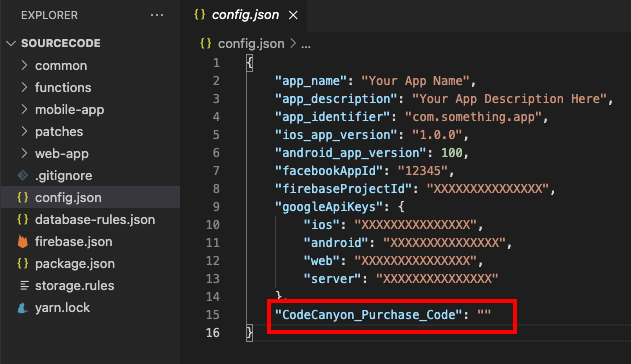 EXPLORER ...
SOURCECODE
common
functions
mobile-app
patches
web-app
.gitignore
{} config.json
{} database-rules.json
firebase.json
{} package.json
storage.rules
yarn.lock
{} config.json ×
{} config.json > ...
1 {
2 "app_name": "Your App Name",
3 "app_description": "Your App Description Here",
4 "app_identifier": "com.something.app",
5 "ios_app_version": "1.0.0",
6 "android_app_version": 100,
7 "facebookAppId": "12345",
8 "firebaseProjectId": "XXXXXXXXXXXXXXX",
9 "googleApiKeys": {
10 "ios": "XXXXXXXXXXXXXXX",
11 "android": "XXXXXXXXXXXXXXX",
12 "web": "XXXXXXXXXXXXXXX",
13 "server": "XXXXXXXXXXXXXXX"
14 },
15 "CodeCanyon_Purchase_Code": ""
16 }